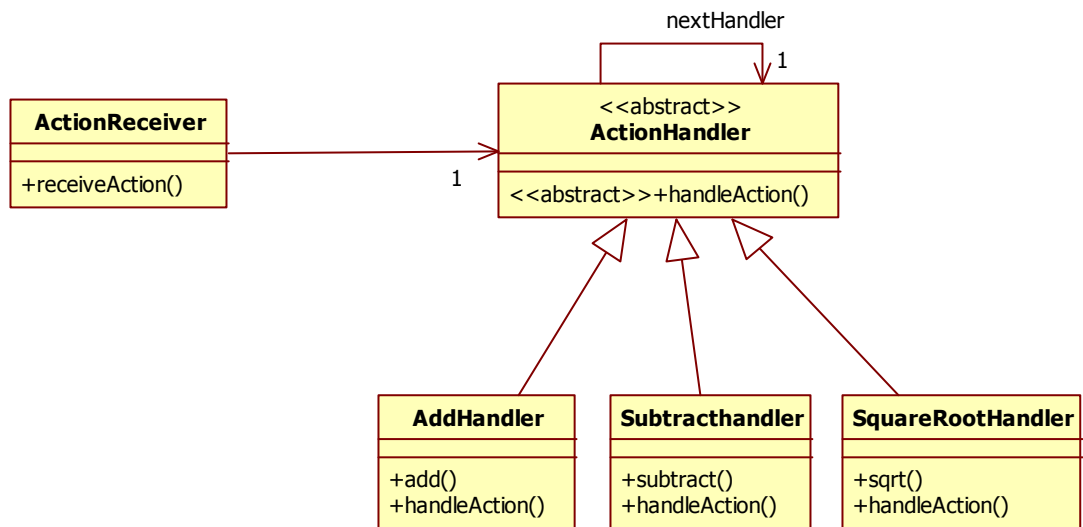 nextHandler
1
<<abstract>>
ActionHandler
<<abstract>>+handleAction()
ActionReceiver
+receiveAction()
1
AddHandler
+add()
+handleAction()
Subtracthandler
+subtract()
+handleAction()
SquareRootHandler
+sqrt()
+handleAction()